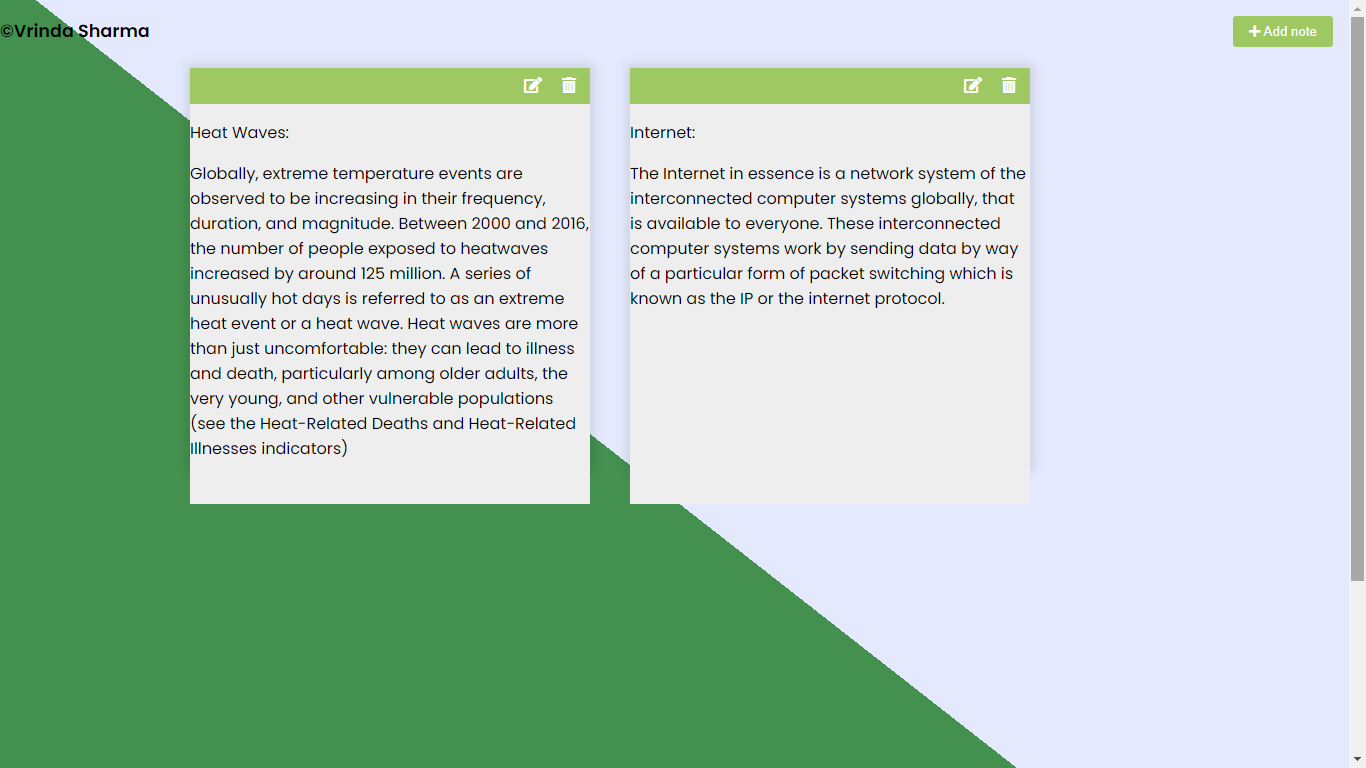 ©Vrinda Sharma
Add note
Heat Waves:
Globally, extreme temperature events are
observed to be increasing in their frequency,
duration, and magnitude. Between 2000 and 2016,
the number of people exposed to heatwaves
increased by around 125 million. A series of
unusually hot days is referred to as an extreme
heat event or a heat wave. Heat waves are more
than just uncomfortable: they can lead to illness
and death, particularly among older adults, the
very young, and other vulnerable populations
(see the Heat-Related Deaths and Heat-Related
Illnesses indicators)
Internet:
The Internet in essence is a network system of the
interconnected computer systems globally, that
is available to everyone. These interconnected
computer systems work by sending data by way
of a particular form of packet switching which is
known as the IP or the internet protocol.